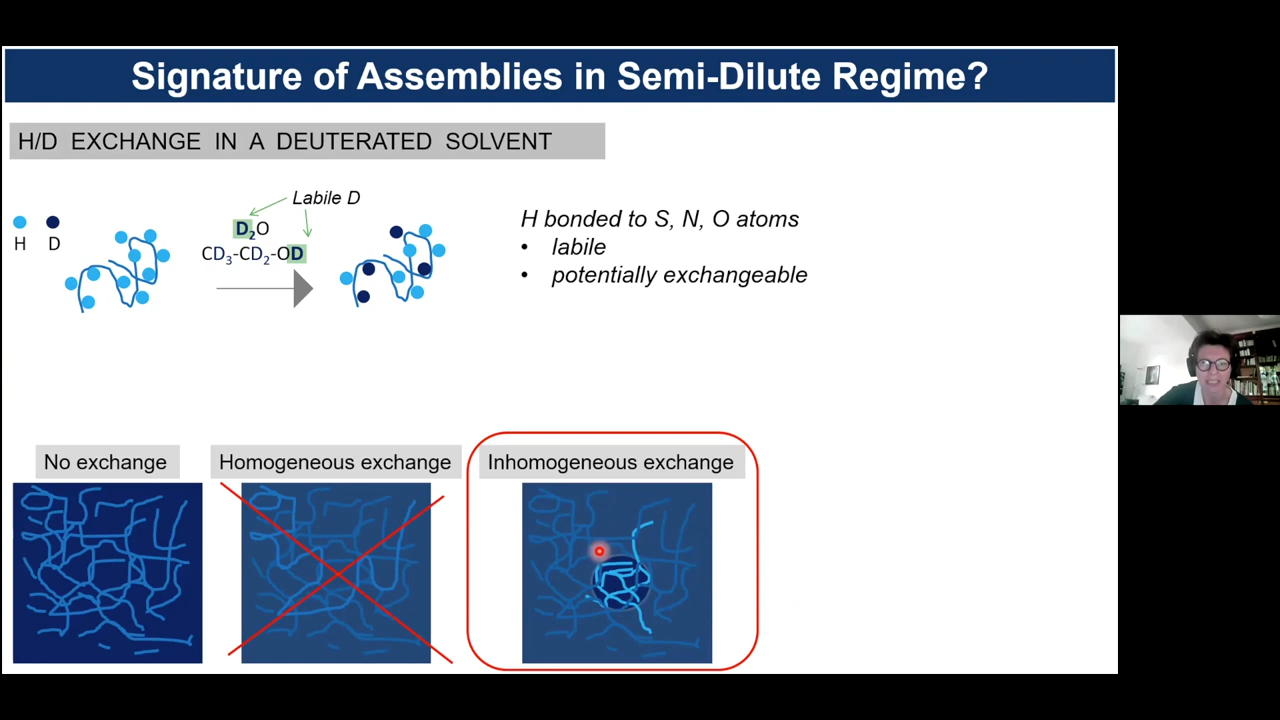 Signature of Assemblies in Semi-Dilute Regime?
H/D EXCHANGE IN A DEUTERATED SOLVENT
Labile D
D₂O
CD₃-CD₂-OD
H D
H bonded to S, N, O atoms
• labile
• potentially exchangeable
No exchange
Homogeneous exchange
Inhomogeneous exchange